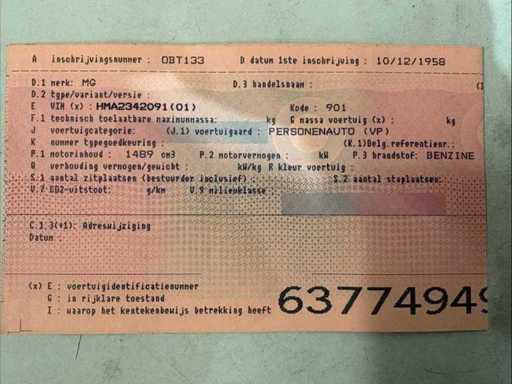 A inschrijvingsnummer : OBT133 D datum 1ste inschrijving : 10/12/1958
D.1 merk: MG D.3 handelsnaam :
D.2 type/variant/versie :
E VIN (x) : HMA2342091(01) Kode : 901
F.1 technisch toelaatbare maximummassa: kg G massa voertuig (x) : kg
J voertuigcategorie: (J.1) voertuigaard : PERSONENAUTO (VP)
K nummer typegoedkeuring : (K.1)Belg.referentienr.:
P.1 motorinhoud : 1489 cm3 P.2 motorvermogen : kW P.3 brandstof: BENZINE
Q verhouding vermogen/gewicht : kW/kg R kleur voertuig :
S.1 aantal zitplaatsen (bestuurder inclusief) : S.2 aantal staplaatsen:
V.7 CO2-uitstoot: g/km V.9 milieuklasse
C.1.3(+1): Adreswijziging
Datum :
(x) E : voertuigidentificatienummer
G : in rijklare toestand
I : waarop het kentekenbewijs betrekking heeft
63774949